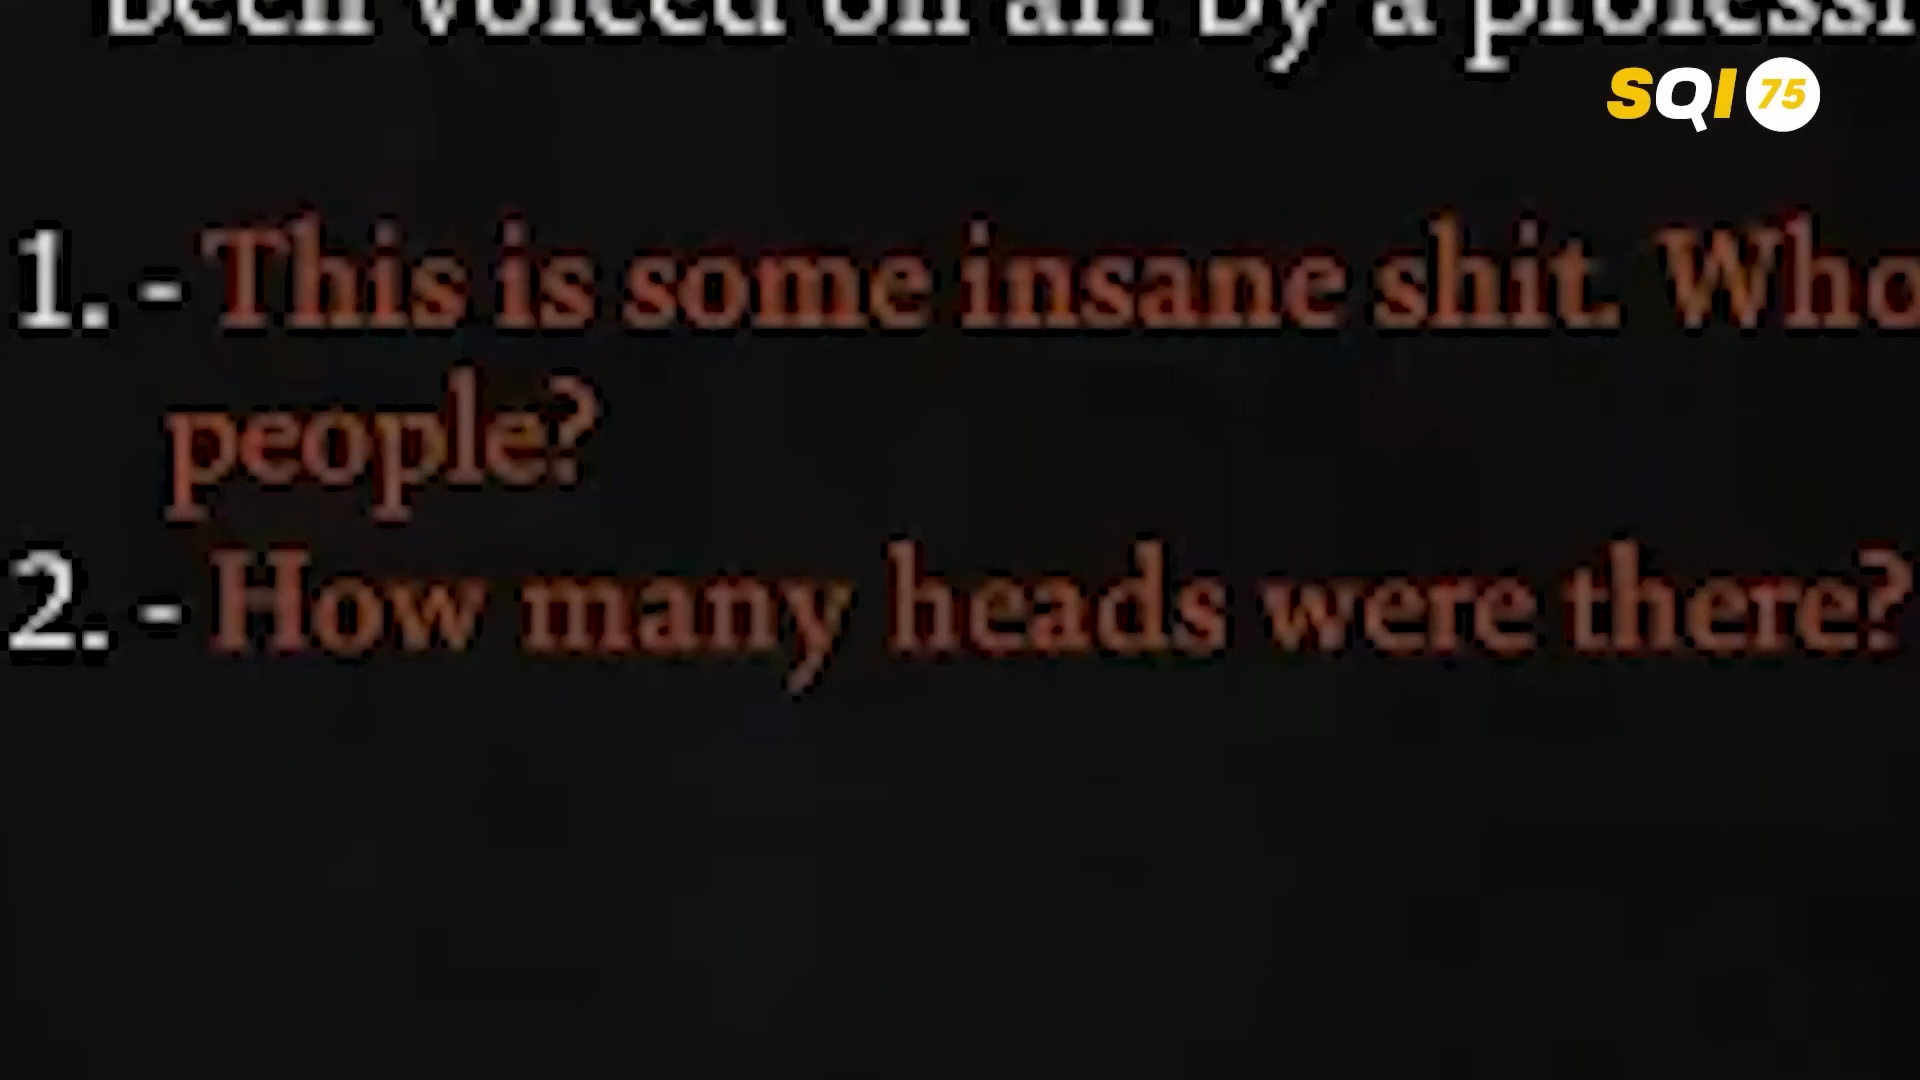 been voiced on air by a professi
SQI 75
1. - This is some insane shit. Who
people?
2. - How many heads were there?